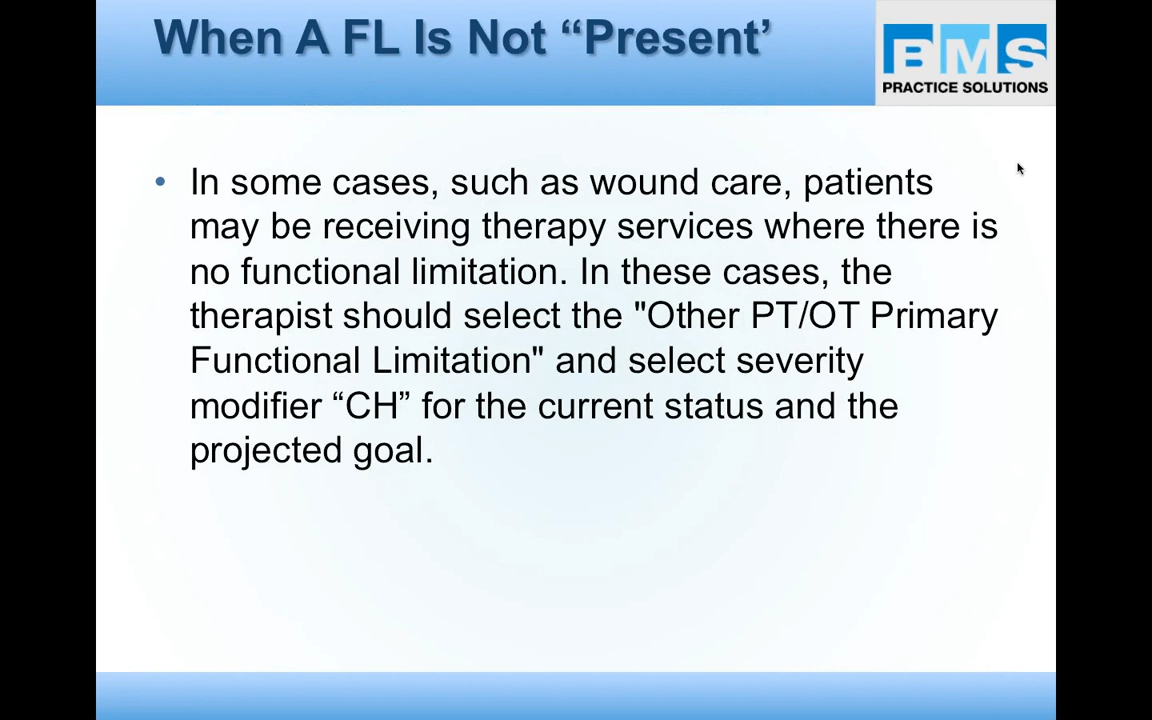 When A FL Is Not “Present’
BMS
PRACTICE SOLUTIONS
• In some cases, such as wound care, patients
may be receiving therapy services where there is
no functional limitation. In these cases, the
therapist should select the "Other PT/OT Primary
Functional Limitation" and select severity
modifier “CH” for the current status and the
projected goal.